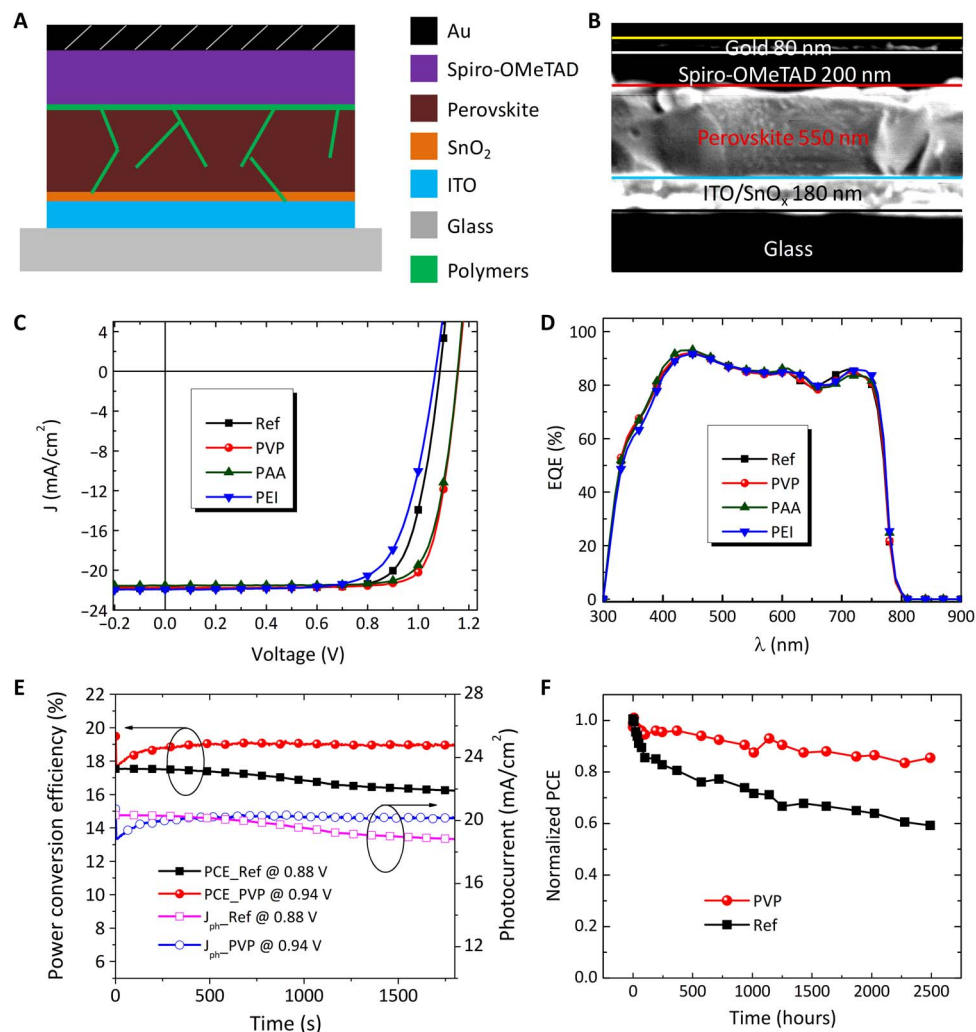 A
Au
Spiro-OMeTAD
Perovskite
SnO₂
ITO
Glass
Polymers
B
Gold 80 nm
Spiro-OMeTAD 200 nm
Perovskite 550 nm
ITO/SnOₓ 180 nm
Glass
C
4
0
−4
−8
−12
−16
−20
−24
J (mA/cm²)
Ref
PVP
PAA
PEI
−0.2 0.0 0.2 0.4 0.6 0.8 1.0 1.2
Voltage (V)
D
100
80
60
40
20
0
EQE (%)
Ref
PVP
PAA
PEI
300 400 500 600 700 800 900
λ (nm)
E
22
20
18
16
14
12
10
8
6
Power conversion efficiency (%)
28
24
20
16
12
Photocurrent (mA/cm²)
PCE_Ref @ 0.88 V
PCE_PVP @ 0.94 V
Jₚₕ_Ref @ 0.88 V
Jₚₕ_PVP @ 0.94 V
0 500 1000 1500
Time (s)
F
1.0
0.8
0.6
0.4
0.2
0.0
Normalized PCE
PVP
Ref
0 500 1000 1500 2000 2500
Time (hours)